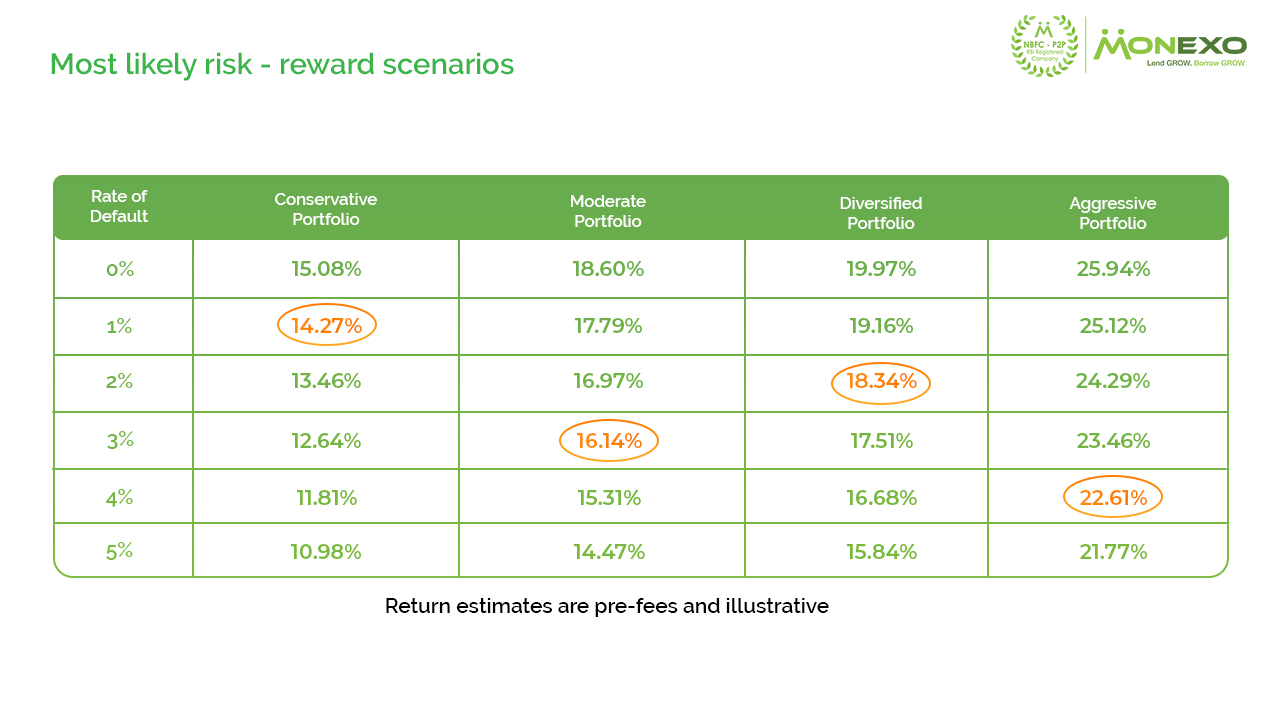 Most likely risk - reward scenarios
NBFC - P2P
RBI Registered
Company
MONEXO
Lend GROW. Borrow GROW
Rate of
Default
Conservative
Portfolio
Moderate
Portfolio
Diversified
Portfolio
Aggressive
Portfolio
0% 15.08% 18.60% 19.97% 25.94%
1% 14.27% 17.79% 19.16% 25.12%
2% 13.46% 16.97% 18.34% 24.29%
3% 12.64% 16.14% 17.51% 23.46%
4% 11.81% 15.31% 16.68% 22.61%
5% 10.98% 14.47% 15.84% 21.77%
Return estimates are pre-fees and illustrative